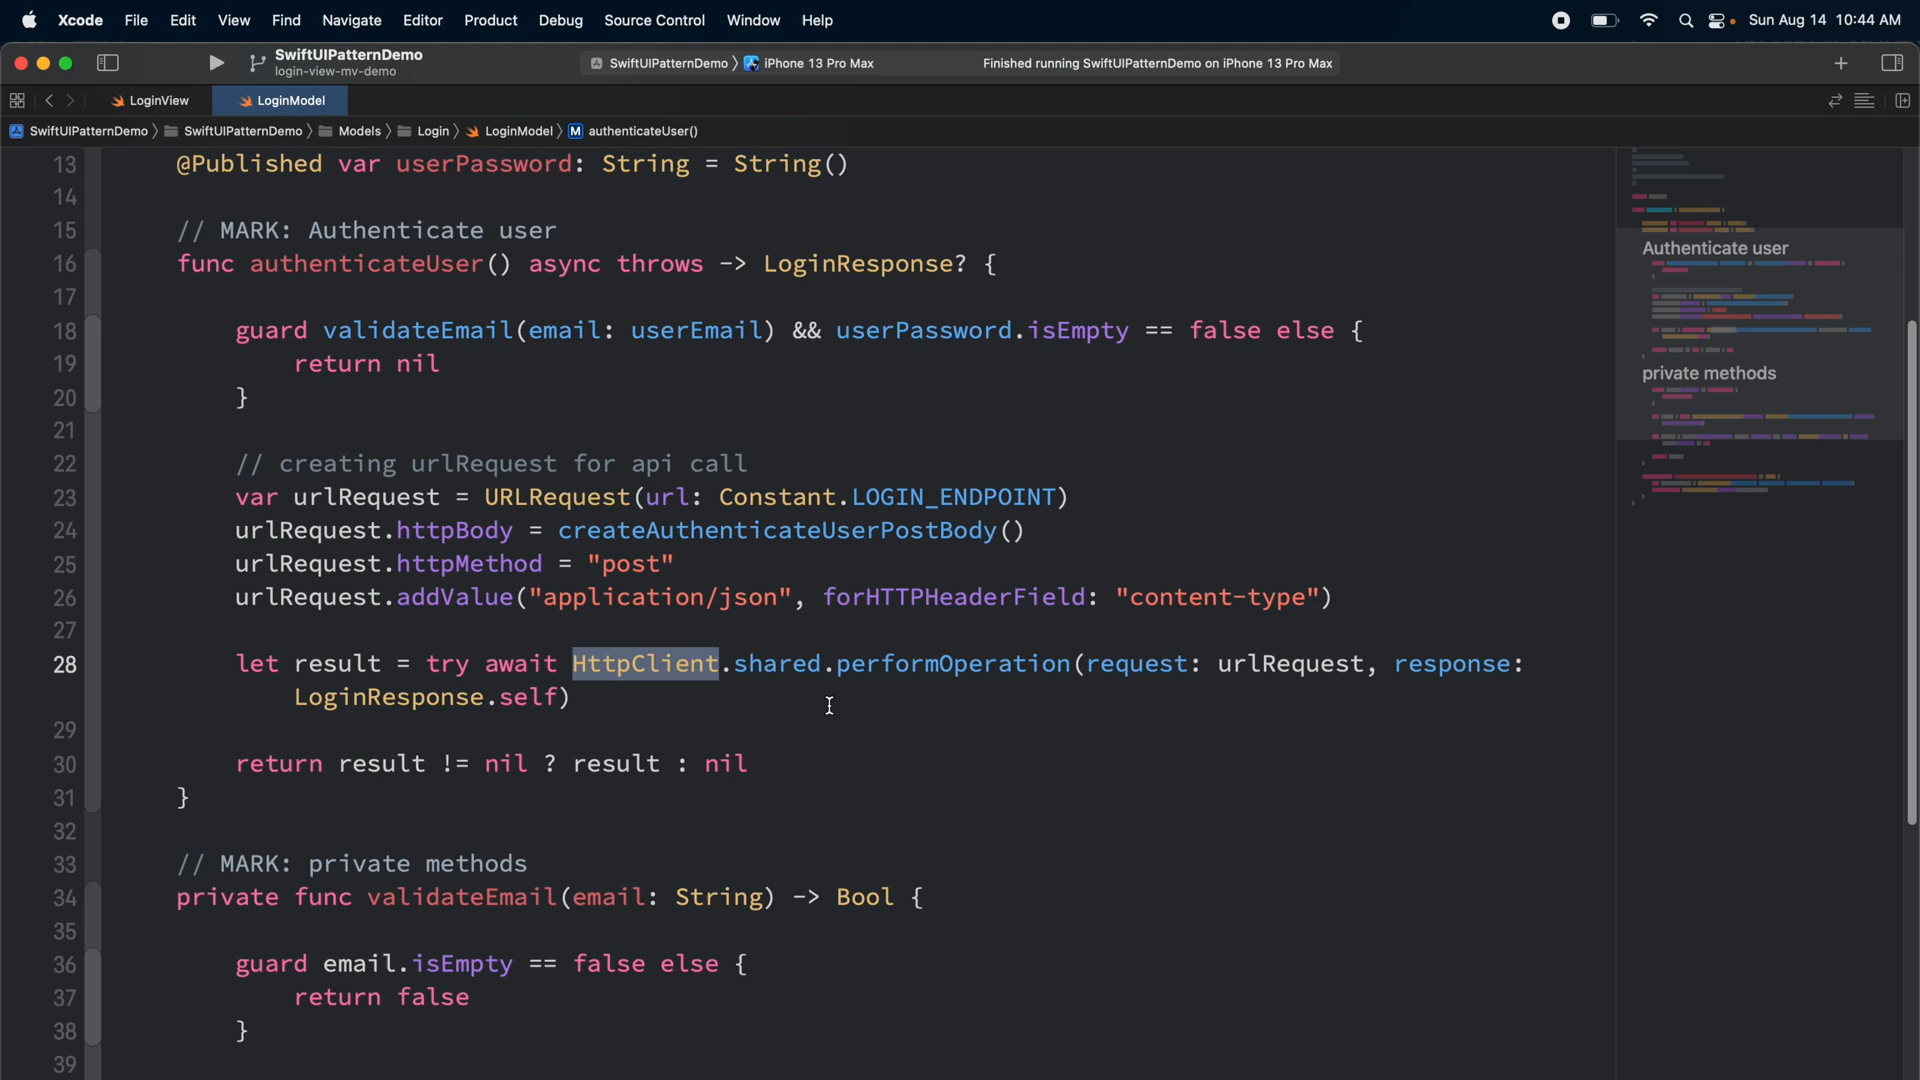 Xcode File Edit View Find Navigate Editor Product Debug Source Control Window Help Sun Aug 14 10:44 AM
SwiftUIPatternDemo
login-view-mv-demo
SwiftUIPatternDemo 〉 iPhone 13 Pro Max
Finished running SwiftUIPatternDemo on iPhone 13 Pro Max
LoginView LoginModel
SwiftUIPatternDemo 〉 SwiftUIPatternDemo 〉 Models 〉 Login 〉 LoginModel 〉 M authenticateUser()
13 @Published var userPassword: String = String()
14
15 // MARK: Authenticate user
16 func authenticateUser() async throws -> LoginResponse? {
17
18 guard validateEmail(email: userEmail) && userPassword.isEmpty == false else {
19 return nil
20 }
21
22 // creating urlRequest for api call
23 var urlRequest = URLRequest(url: Constant.LOGIN_ENDPOINT)
24 urlRequest.httpBody = createAuthenticateUserPostBody()
25 urlRequest.httpMethod = "post"
26 urlRequest.addValue("application/json", forHTTPHeaderField: "content-type")
27
28 let result = try await HttpClient.shared.performOperation(request: urlRequest, response:
LoginResponse.self)
29
30 return result != nil ? result : nil
31 }
32
33 // MARK: private methods
34 private func validateEmail(email: String) -> Bool {
35
36 guard email.isEmpty == false else {
37 return false
38 }
39
Authenticate user
private methods